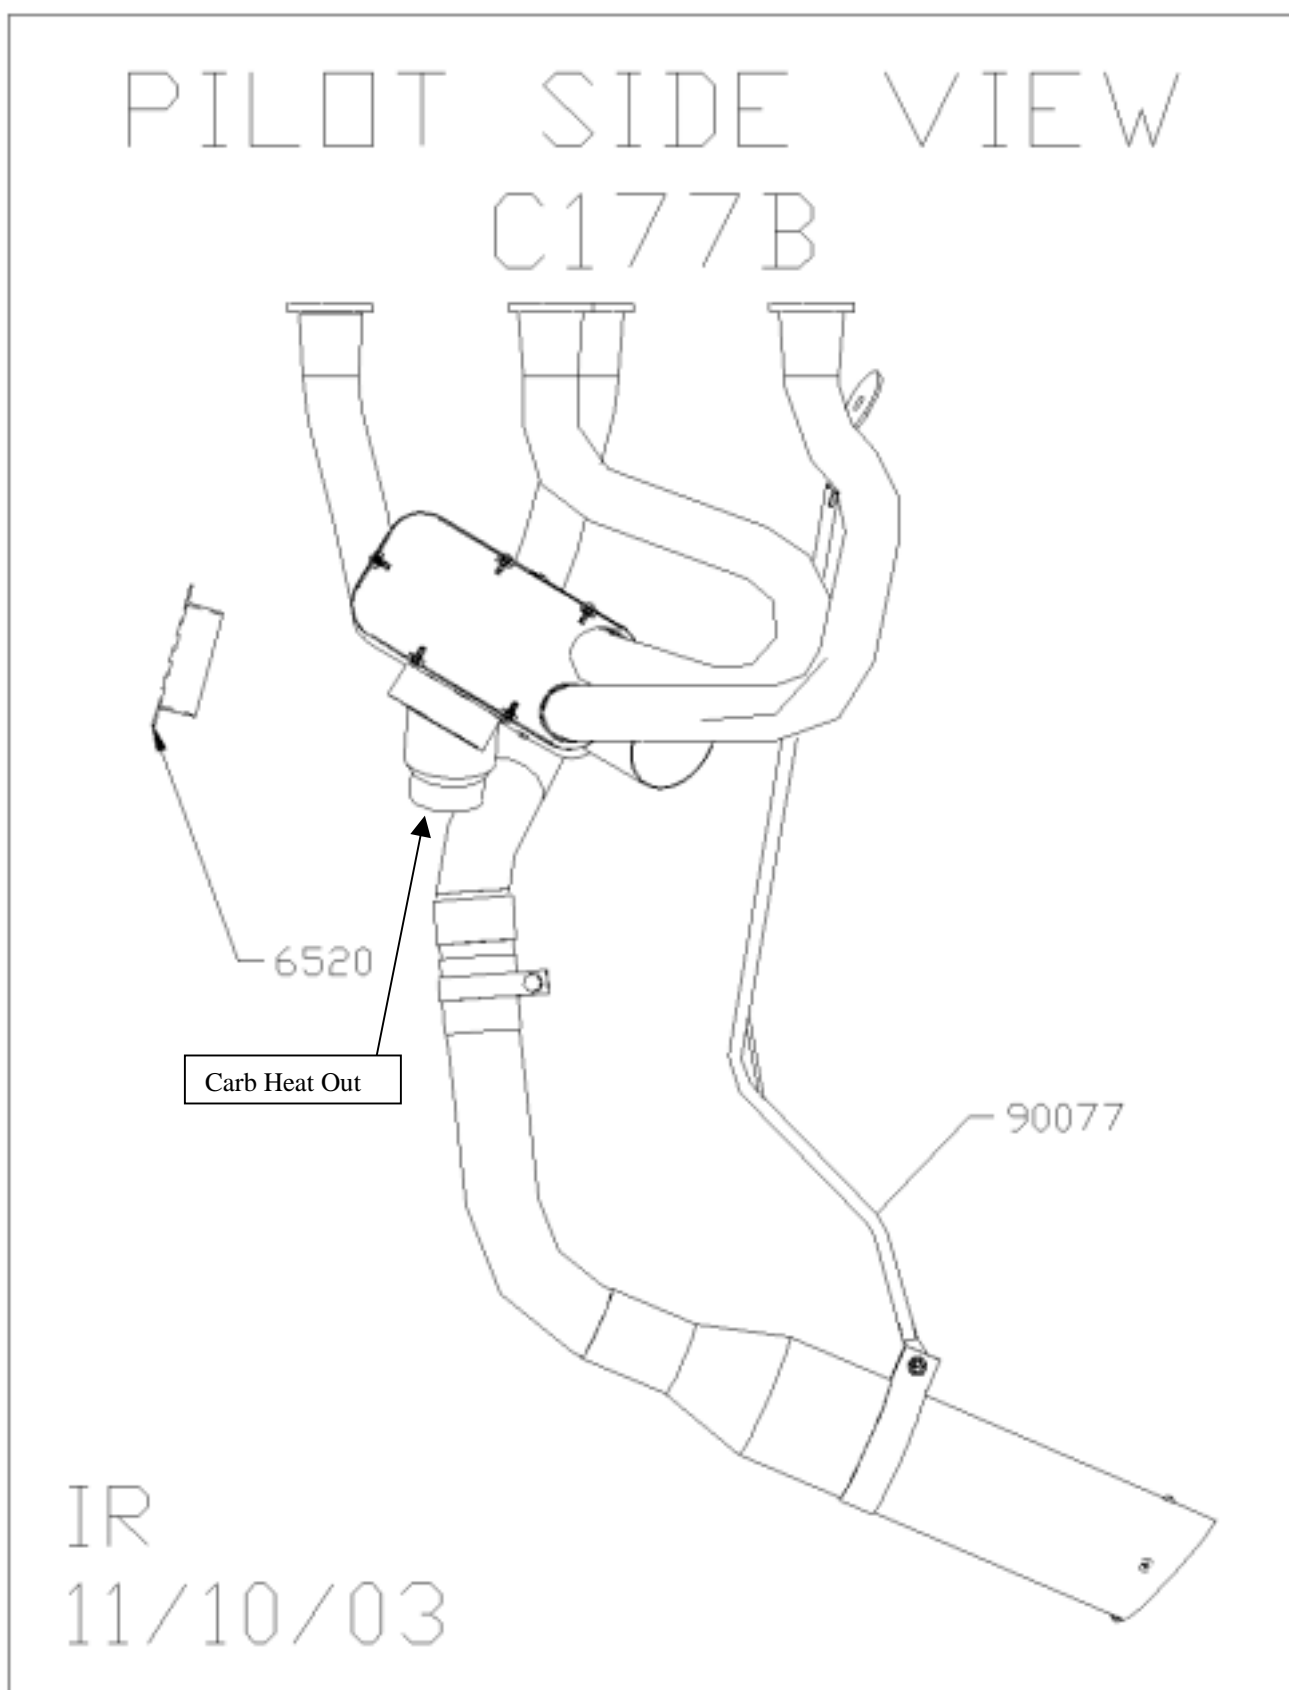 PILOT SIDE VIEW
C177B
6520
Carb Heat Out
90077
IR
11/10/03